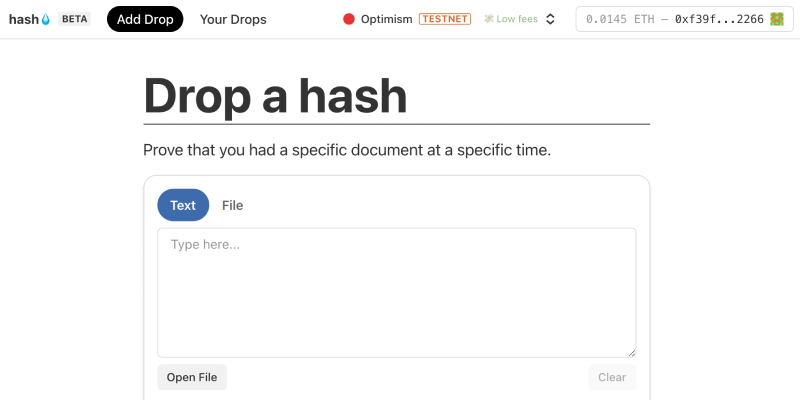 hash💧 BETA Add Drop Your Drops Optimism TESTNET 💸 Low fees 0.0145 ETH — 0xf39f...2266
Drop a hash
Prove that you had a specific document at a specific time.
Text File
Type here...
Open File Clear